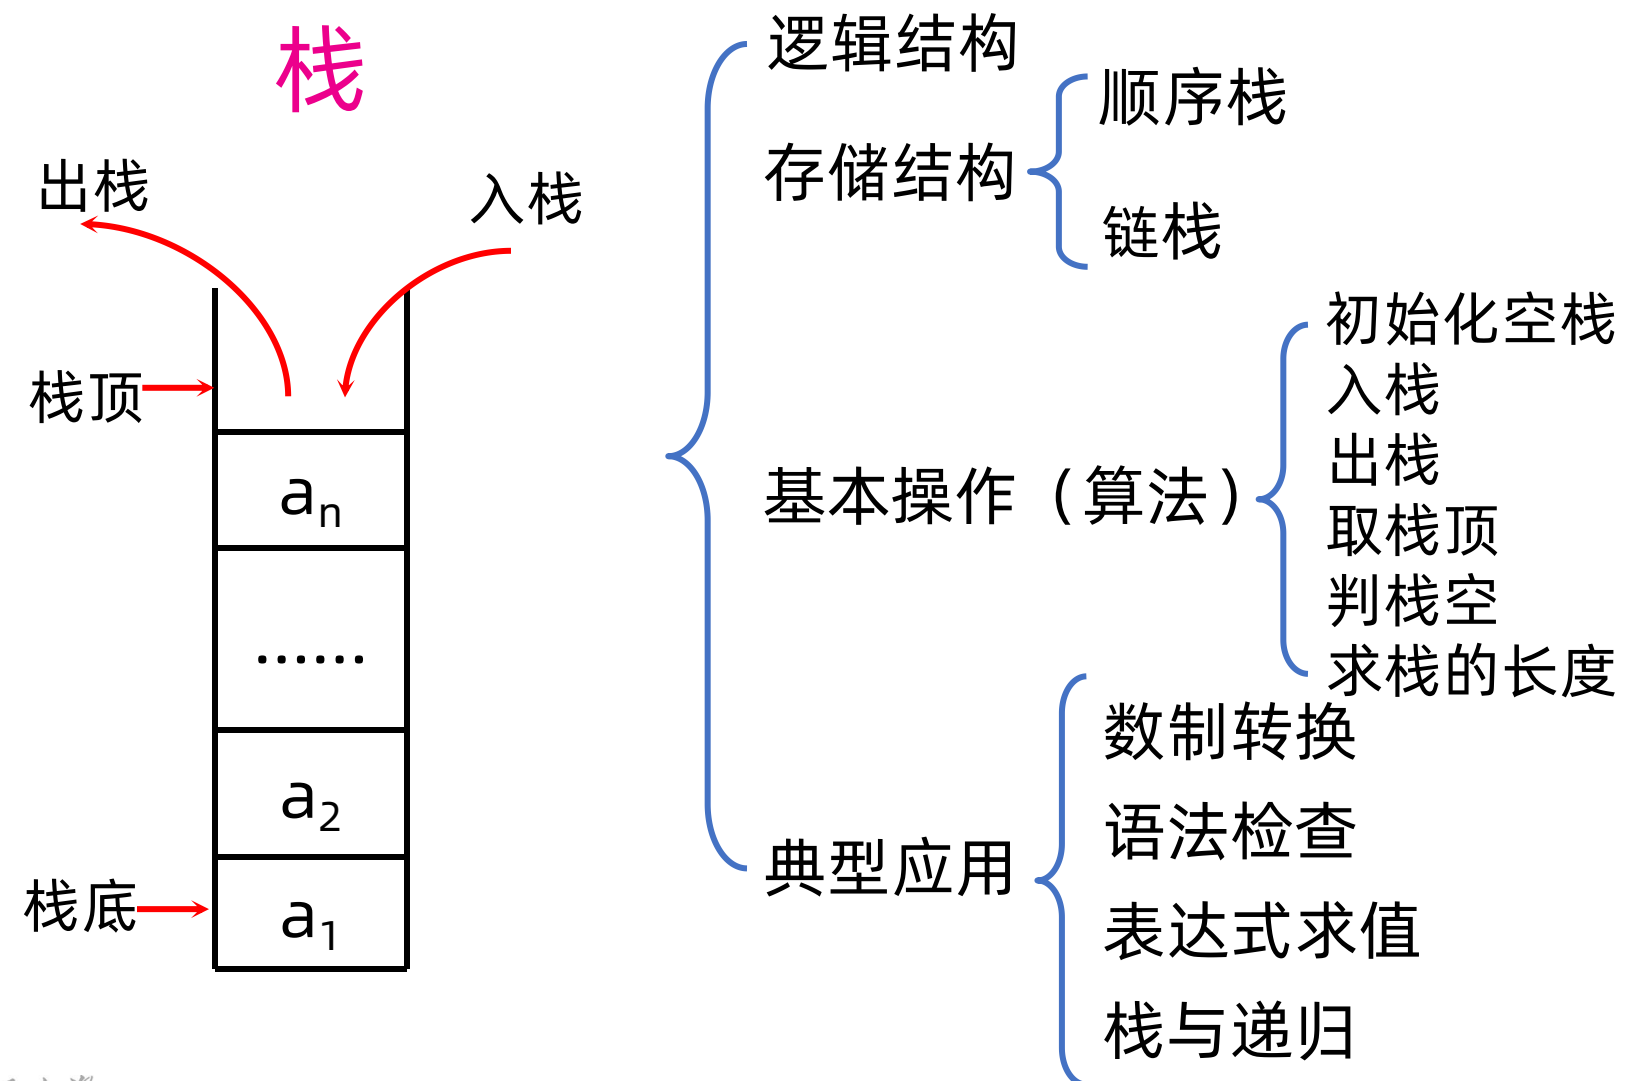 栈
出栈
入栈
栈顶
an
......
a2
栈底
a1
逻辑结构
存储结构
顺序栈
链栈
基本操作（算法）
初始化空栈
入栈
出栈
取栈顶
判栈空
求栈的长度
典型应用
数制转换
语法检查
表达式求值
栈与递归